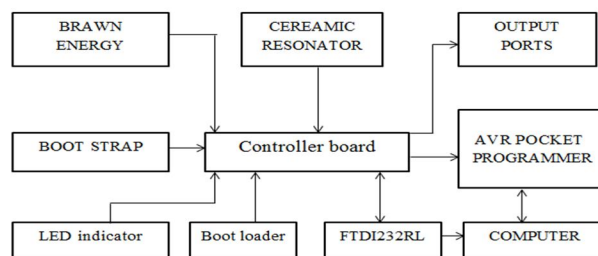 BRAWN
ENERGY
CEREAMIC
RESONATOR
OUTPUT
PORTS
BOOT STRAP
Controller board
AVR POCKET
PROGRAMMER
LED indicator
Boot loader
FTDI232RL
COMPUTER